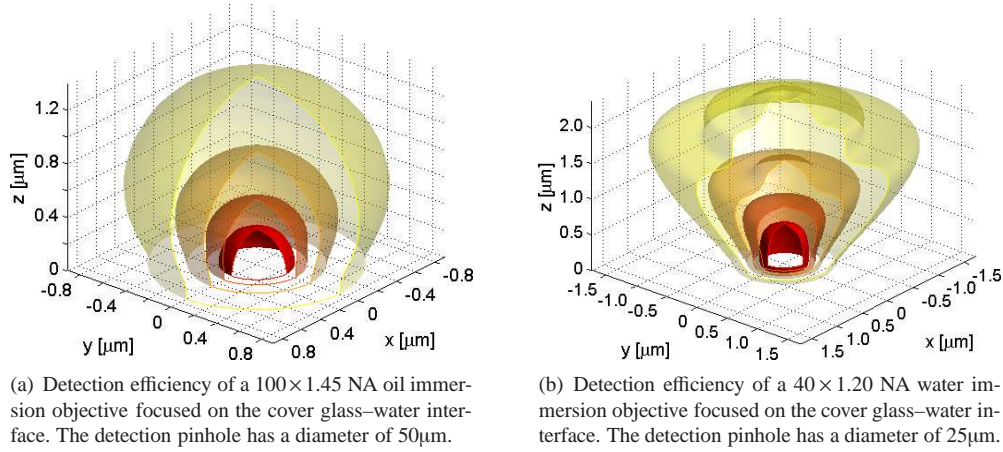 1.2
0.8
0.4
0
z [µm]
-0.8
-0.4
0
0.4
0.8
y [µm]
0.8
0.4
0
-0.4
-0.8
x [µm]
2.0
1.5
1.0
0.5
0
z [µm]
-1.5
-1.0
-0.5
0
0.5
1.0
1.5
y [µm]
1.5
1.0
0.5
0
-0.5
-1.0
-1.5
x [µm]
(a) Detection efficiency of a 100×1.45 NA oil immer-
sion objective focused on the cover glass–water inter-
face. The detection pinhole has a diameter of 50µm.
(b) Detection efficiency of a 40×1.20 NA water im-
mersion objective focused on the cover glass–water in-
terface. The detection pinhole has a diameter of 25µm.